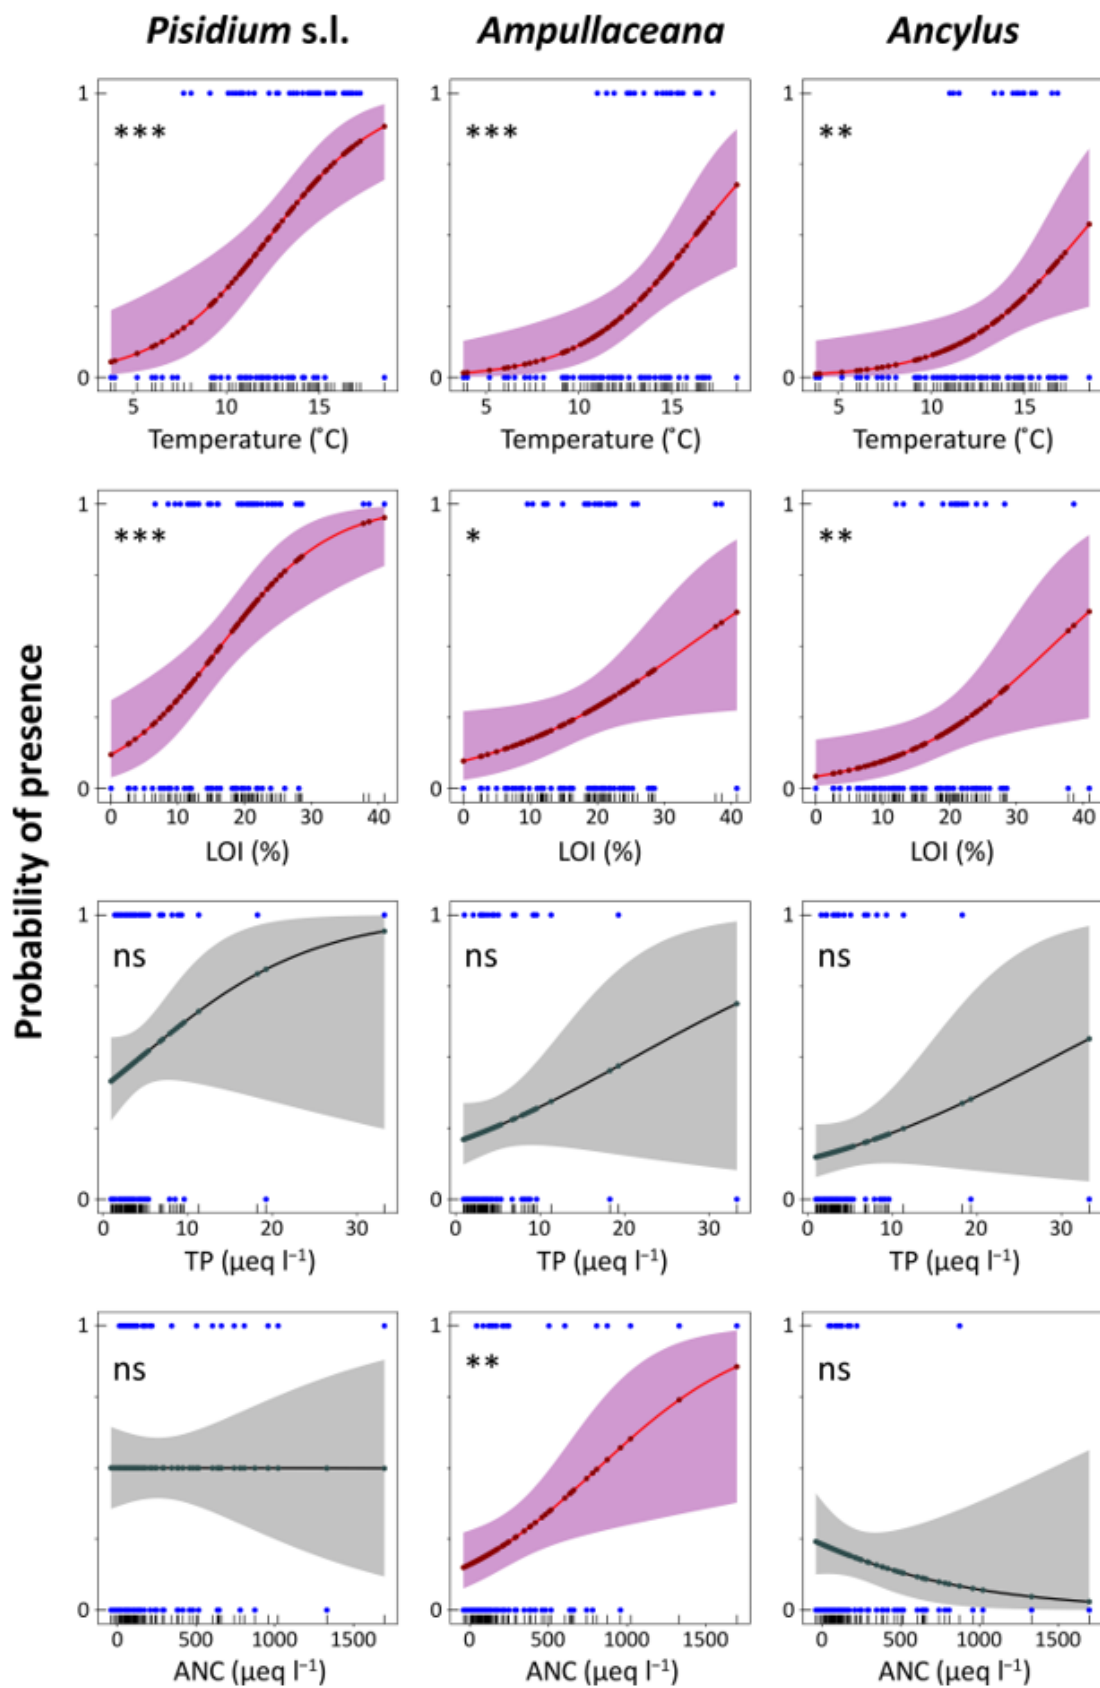 Pisidium s.l. Ampullaceana Ancylus
1 *** 1 *** 1 **
0 0 0
5 10 15 5 10 15 5 10 15
Temperature (˚C) Temperature (˚C) Temperature (˚C)
1 *** 1 * 1 **
0 0 0
0 10 20 30 40 0 10 20 30 40 0 10 20 30 40
LOI (%) LOI (%) LOI (%)
Probability of presence
1 ns 1 ns 1 ns
0 0 0
0 10 20 30 0 10 20 30 0 10 20 30
TP (µeq l⁻¹) TP (µeq l⁻¹) TP (µeq l⁻¹)
1 ns 1 ** 1 ns
0 0 0
0 500 1000 1500 0 500 1000 1500 0 500 1000 1500
ANC (µeq l⁻¹) ANC (µeq l⁻¹) ANC (µeq l⁻¹)